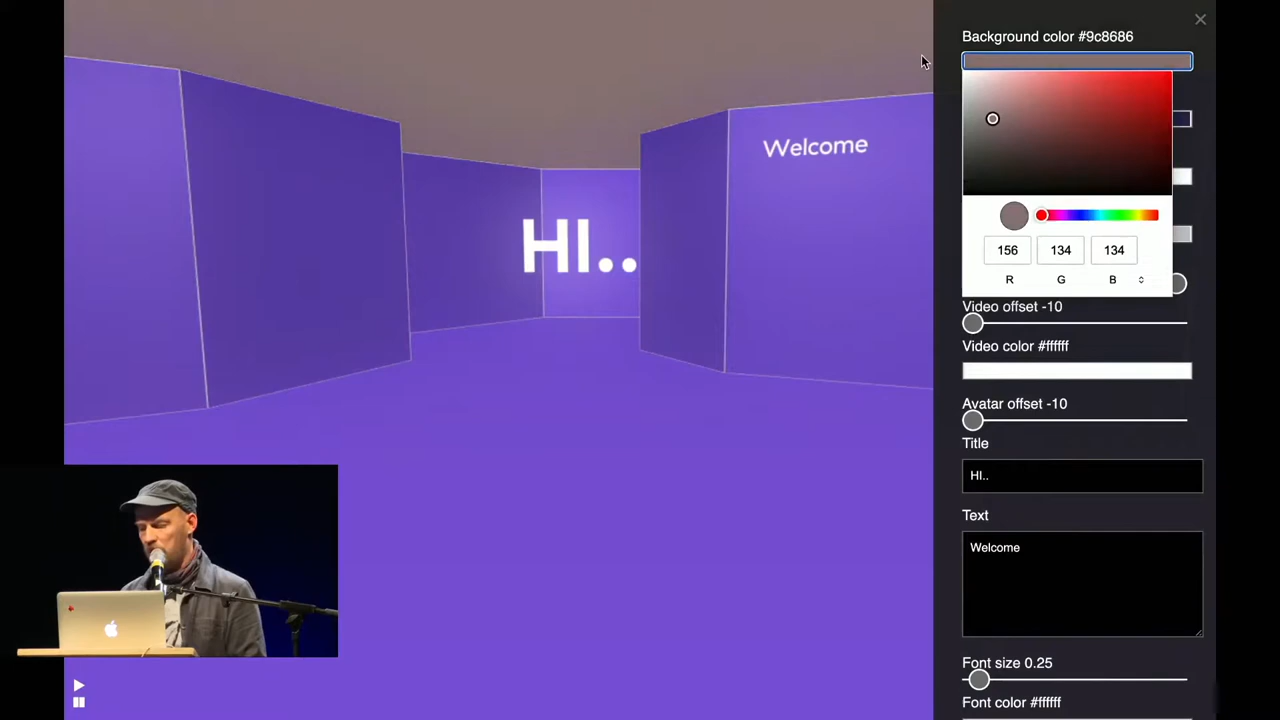 Background color #9c8686
Welcome
HI..
156
134
134
R
G
B
Video offset -10
Video color #ffffff
Avatar offset -10
Title
HI..
Text
Welcome
Font size 0.25
Font color #ffffff